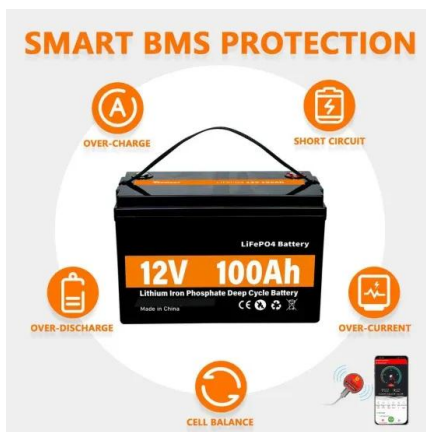 SMART BMS PROTECTION
OVER-CHARGE
SHORT CIRCUIT
LiFePO4 Battery
12V 100Ah
Lithium Iron Phosphate Deep Cycle Battery
Made in China
CE
OVER-DISCHARGE
OVER-CURRENT
CELL BALANCE